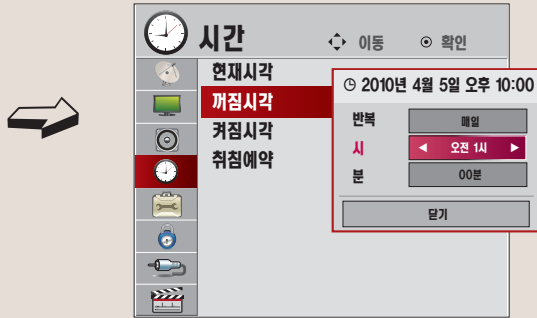 시간
이동
확인
현재시각
꺼짐시각
켜짐시각
취침예약
2010년 4월 5일 오후 10:00
반복 매일
시 ◀ 오전 1시 ▶
분 00분
닫기